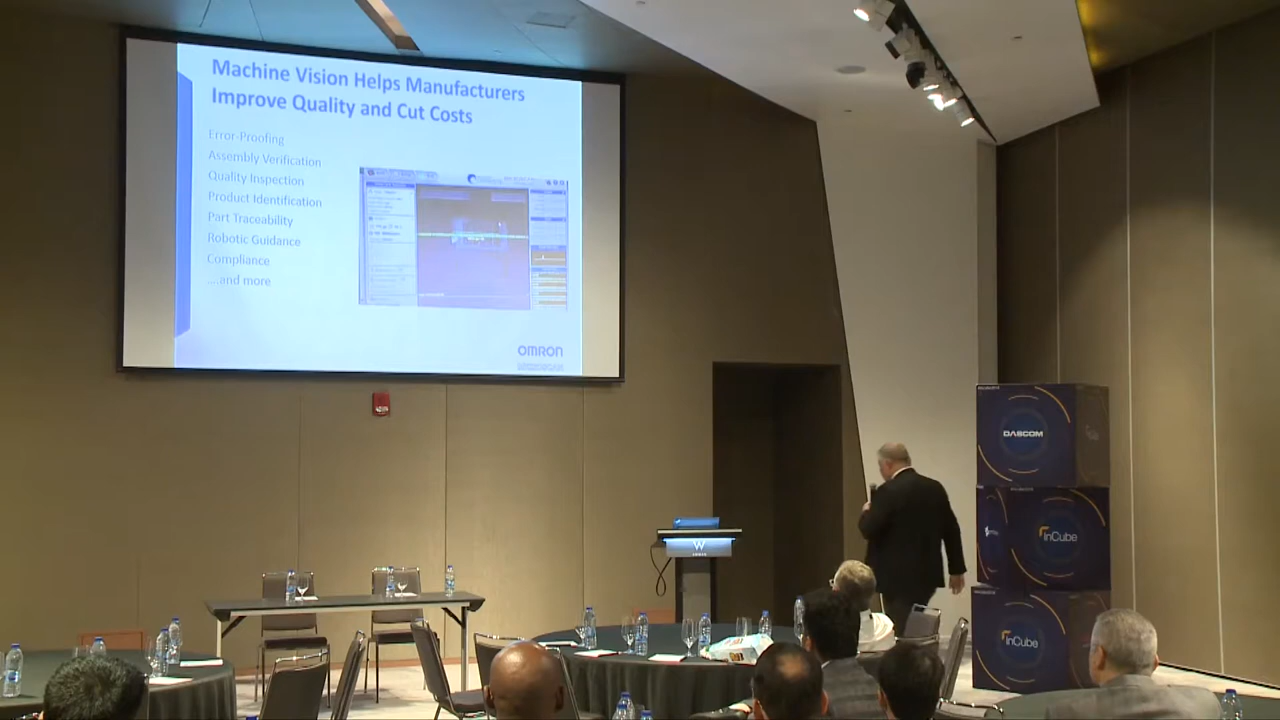 Machine Vision Helps Manufacturers
Improve Quality and Cut Costs
Error-Proofing
Assembly Verification
Quality Inspection
Product Identification
Part Traceability
Robotic Guidance
Compliance
....and more
OMRON
MICROSCAN
W
DASCOM
inCube
inCube